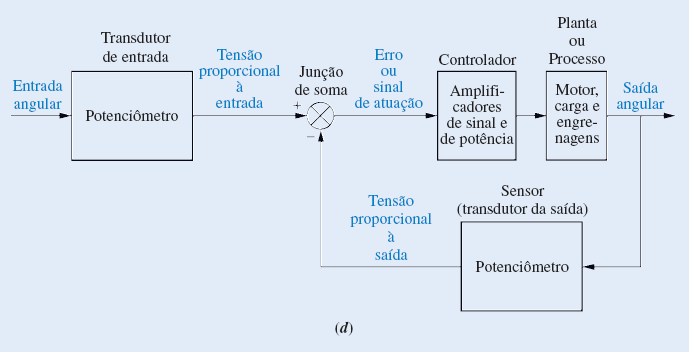 Transdutor
de entrada
Entrada
angular
Potenciômetro
Tensão
proporcional
à
entrada
Junção
de soma
+
−
Erro
ou
sinal
de atuação
Controlador
Amplifi-
cadores
de sinal e
de potência
Planta
ou
Processo
Motor,
carga e
engre-
nagens
Saída
angular
Sensor
(transdutor da saída)
Potenciômetro
Tensão
proporcional
à
saída
(d)